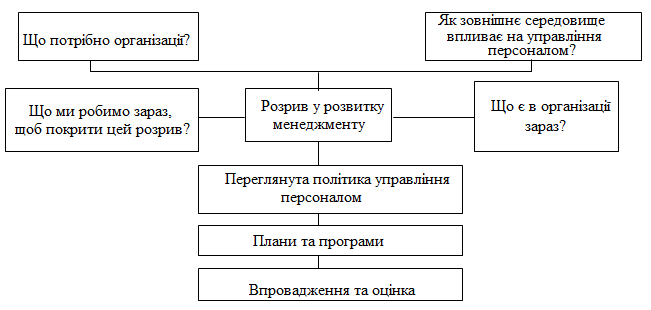 Що потрібно організації?
Як зовнішнє середовище
впливає на управління
персоналом?
Що ми робимо зараз,
щоб покрити цей розрив?
Розрив у розвитку
менеджменту
Що є в організації
зараз?
Переглянута політика управління
персоналом
Плани та програми
Впровадження та оцінка